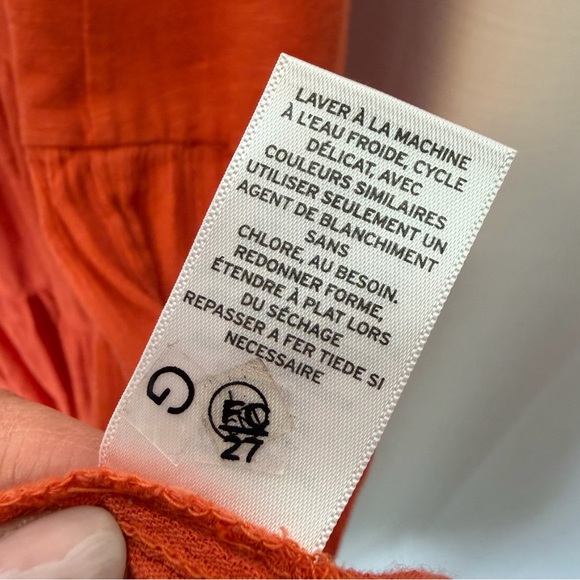 LAVER À LA MACHINE
À L'EAU FROIDE, CYCLE
DÉLICAT, AVEC
COULEURS SIMILAIRES
UTILISER SEULEMENT UN
AGENT DE BLANCHIMENT
SANS
CHLORE, AU BESOIN.
REDONNER FORME,
ÉTENDRE À PLAT LORS
DU SÉCHAGE
REPASSER A FER TIEDE SI
NECESSAIRE
G
27